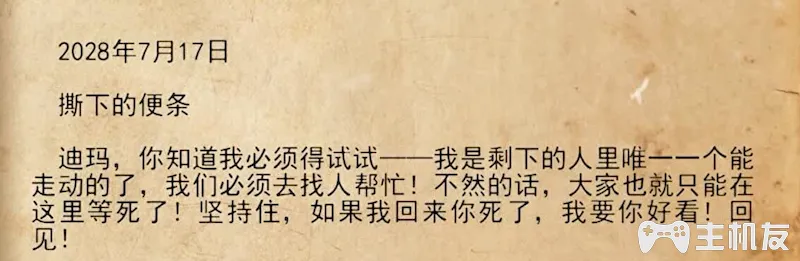 2028年7月17日
撕下的便条
迪玛，你知道我必须得试试——我是剩下的人里唯一一个能
走动的了，我们必须去找人帮忙！不然的话，大家也就只能在
这里等死了！坚持住，如果我回来你死了，我要你好看！回
见！
主机友